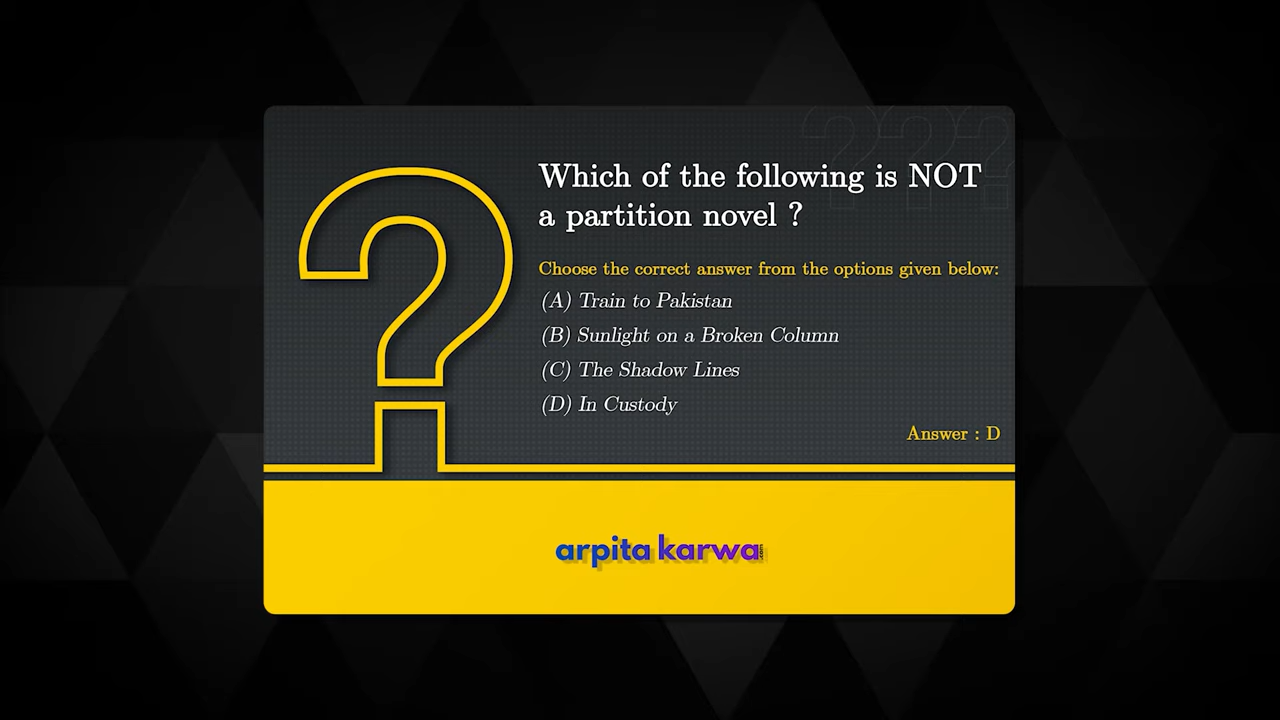 Which of the following is NOT
a partition novel ?
Choose the correct answer from the options given below:
(A) Train to Pakistan
(B) Sunlight on a Broken Column
(C) The Shadow Lines
(D) In Custody
Answer : D
arpita karwa